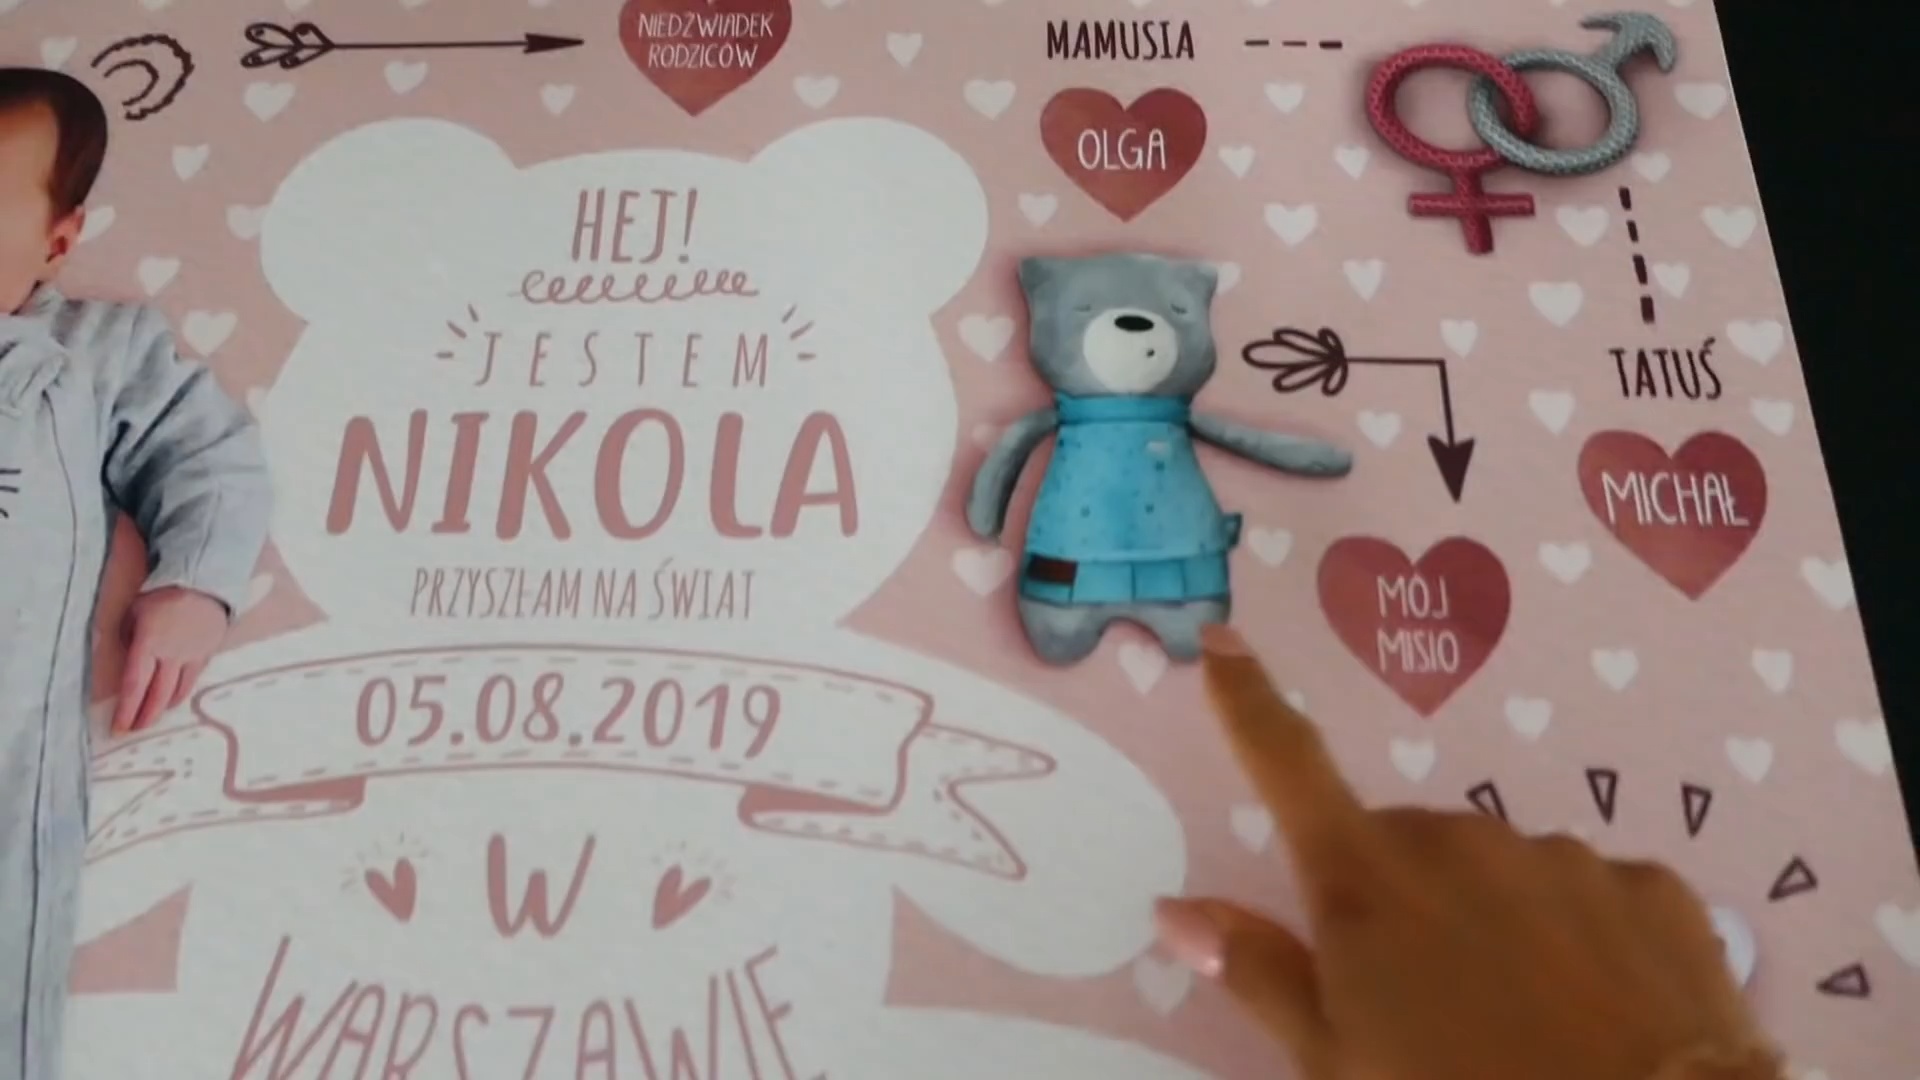 NIEDŹWIADEK
RODZICÓW
MAMUSIA
OLGA
HEJ!
JESTEM
NIKOLA
PRZYSZŁAM NA ŚWIAT
05.08.2019
W
WARSZAWIE
TATUŚ
MICHAŁ
MÓJ
MISIO